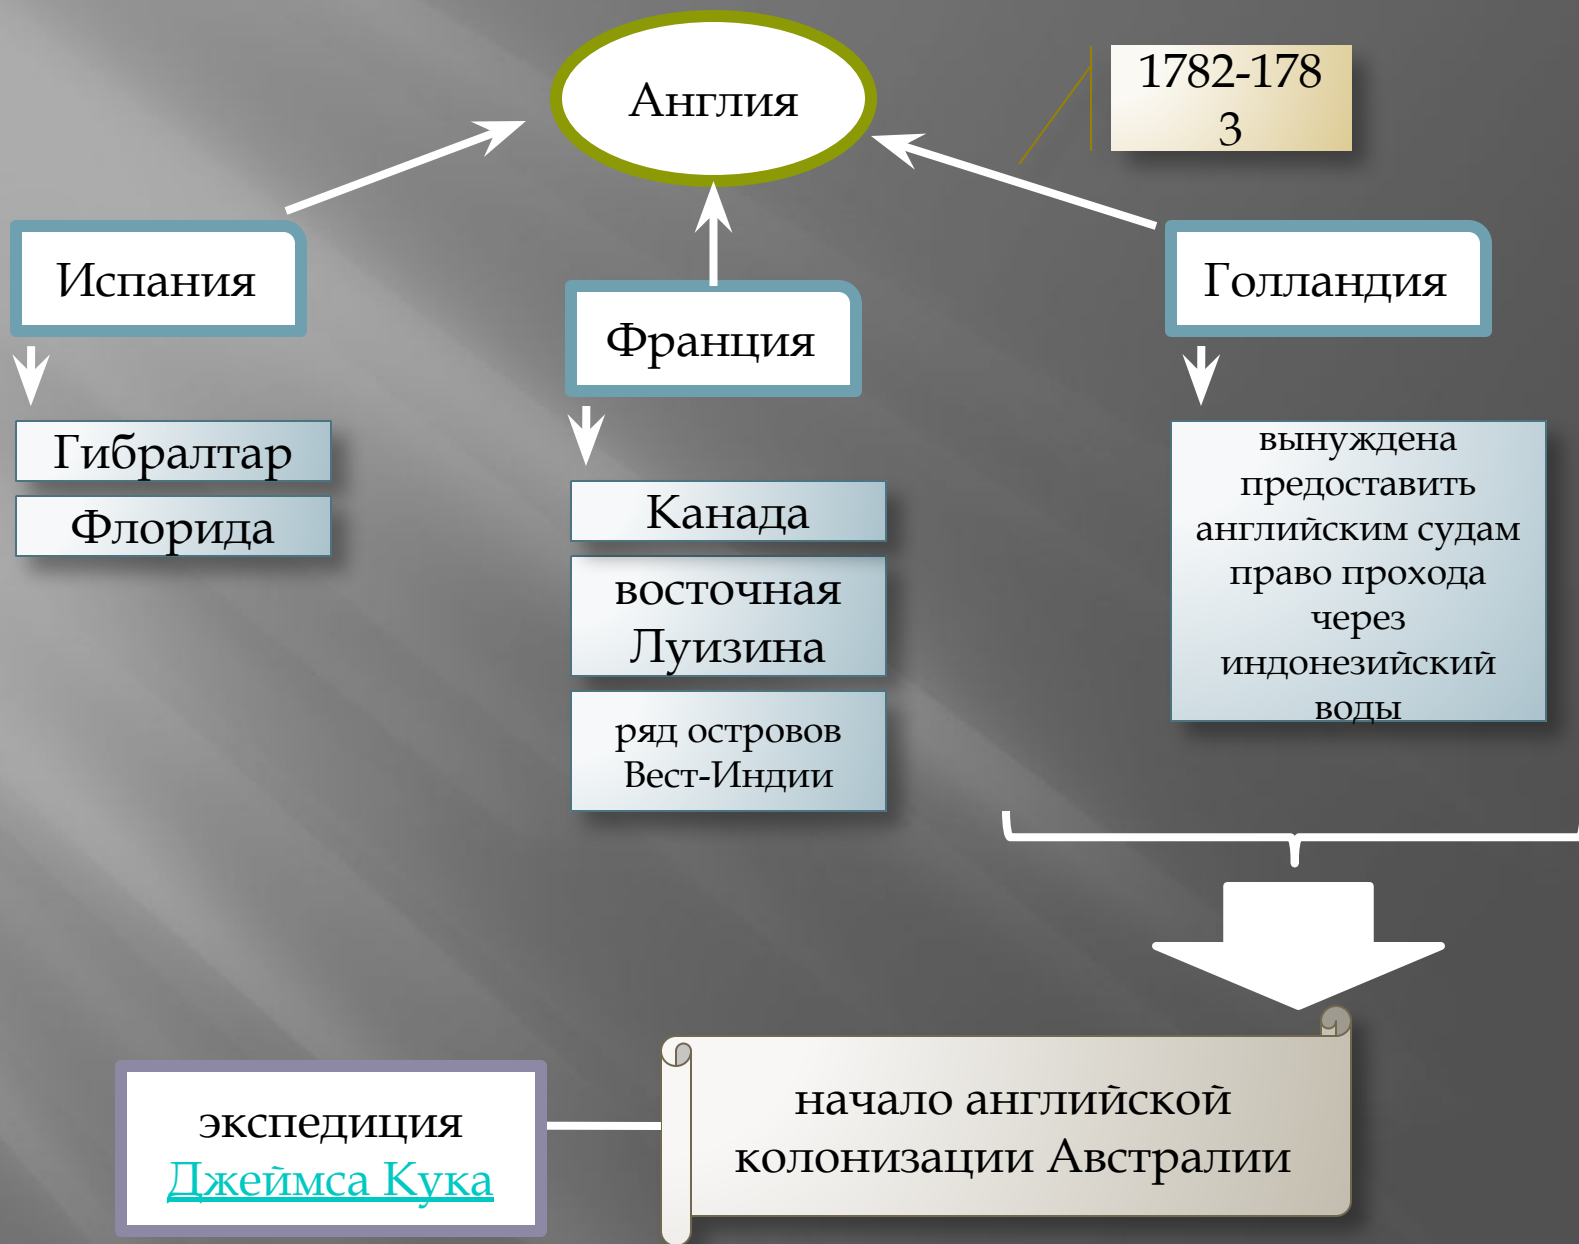 Англия
1782-178
3
Испания
Франция
Голландия
Гибралтар
Флорида
Канада
восточная
Луизина
ряд островов
Вест-Индии
вынуждена
предоставить
английским судам
право прохода
через
индонезийский
воды
экспедиция
Джеймса Кука
начало английской
колонизации Австралии